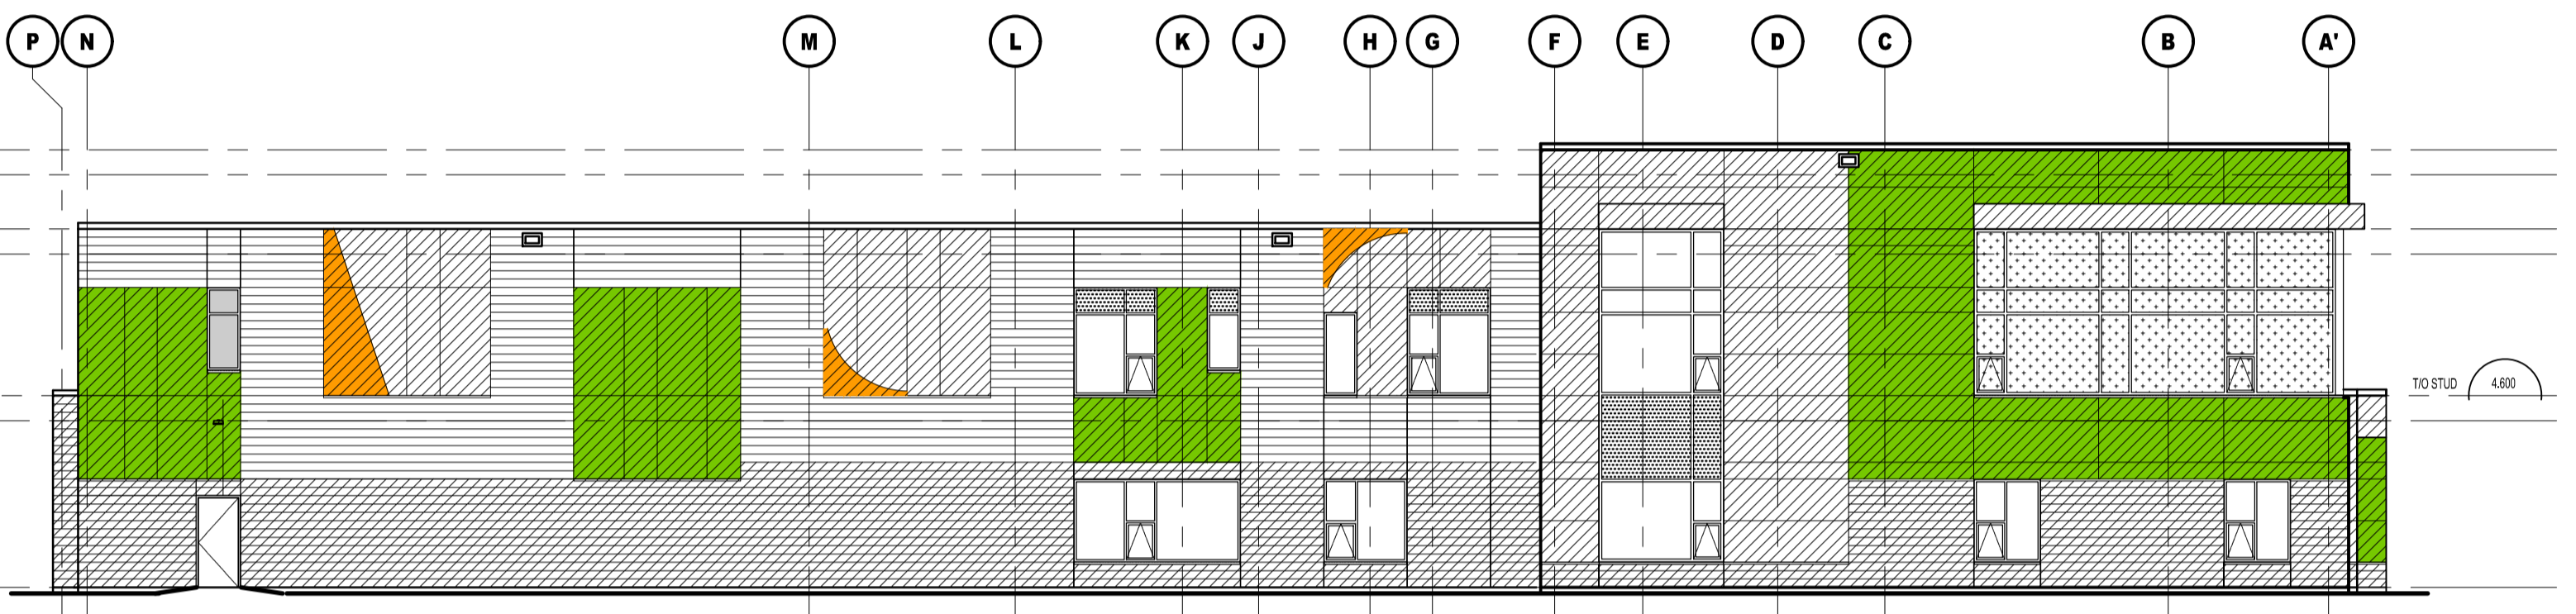 P N M L K J H G F E D C B A'
T/O STUD 4.600